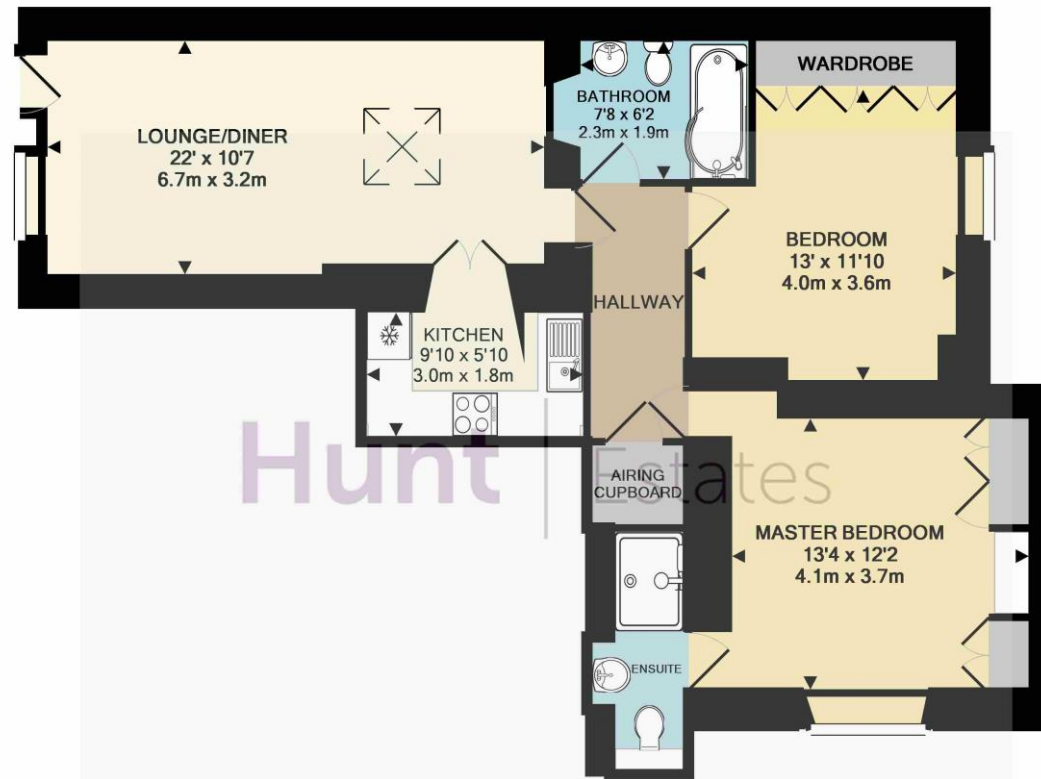 LOUNGE/DINER
22' x 10'7
6.7m x 3.2m
BATHROOM
7'8 x 6'2
2.3m x 1.9m
WARDROBE
BEDROOM
13' x 11'10
4.0m x 3.6m
HALLWAY
KITCHEN
9'10 x 5'10
3.0m x 1.8m
Hunt Estates
AIRING
CUPBOARD
MASTER BEDROOM
13'4 x 12'2
4.1m x 3.7m
ENSUITE